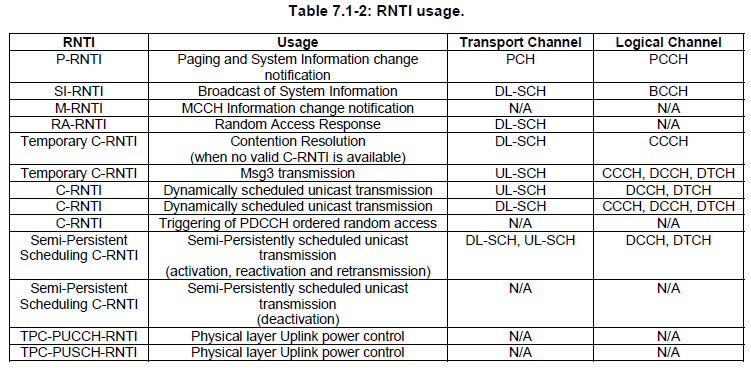 Table 7.1-2: RNTI usage.
RNTI Usage Transport Channel Logical Channel
P-RNTI Paging and System Information change notification PCH PCCH
SI-RNTI Broadcast of System Information DL-SCH BCCH
M-RNTI MCCH Information change notification N/A N/A
RA-RNTI Random Access Response DL-SCH N/A
Temporary C-RNTI Contention Resolution (when no valid C-RNTI is available) DL-SCH CCCH
Temporary C-RNTI Msg3 transmission UL-SCH CCCH, DCCH, DTCH
C-RNTI Dynamically scheduled unicast transmission UL-SCH DCCH, DTCH
C-RNTI Dynamically scheduled unicast transmission DL-SCH CCCH, DCCH, DTCH
C-RNTI Triggering of PDCCH ordered random access N/A N/A
Semi-Persistent Scheduling C-RNTI Semi-Persistently scheduled unicast transmission (activation, reactivation and retransmission) DL-SCH, UL-SCH DCCH, DTCH
Semi-Persistent Scheduling C-RNTI Semi-Persistently scheduled unicast transmission (deactivation) N/A N/A
TPC-PUCCH-RNTI Physical layer Uplink power control N/A N/A
TPC-PUSCH-RNTI Physical layer Uplink power control N/A N/A